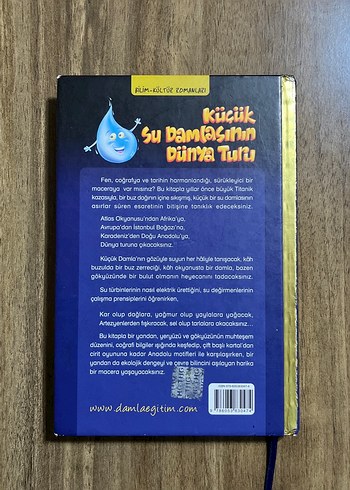 BİLİM-KÜLTÜR ROMANLARI
Küçük
Su Damlasının
Dünya Turu
Fen, coğrafya ve tarihin harmanlandığı, sürükleyici bir
maceraya var mısınız? Bu kitapla yıllar önce büyük Titanik
kazasıyla, bir buz dağının içine sıkışmış, küçük bir su damlasının
asırlar süren esaretinin bitişine tanıklık edeceksiniz.
Atlas Okyanusu'ndan Afrika'ya,
Avrupa'dan İstanbul Boğazı'na,
Karadeniz'den Doğu Anadolu'ya,
Dünya turuna çıkacaksınız.
Küçük Damla'nın gözüyle suyun her hâliyle tanışacak, kâh
buzulda bir buz zerreciği, kâh okyanusta bir damla, bazen
gökyüzünde bir bulut olmanın heyecanını tadacaksınız.
Su türbinlerinin nasıl elektrik ürettiğini, su değirmenlerinin
çalışma prensiplerini öğrenirken,
Kar olup dağlara, yağmur olup yaylalara yağacak,
Artezyenlerden fışkıracak, sel olup tarlalara akacaksınız...
Bu kitapla bir yandan, yeryüzü ve gökyüzünün muhteşem
düzenini, coğrafi bilgiler ışığında keşfedip, çift başlı kartal'dan
cirit oyununa kadar Anadolu motifleri ile karşılaşırken, bir
yandan da ekolojik dengeyi ve çevre bilincini aşılayan harika
bir macera yaşayacaksınız.
www.damlaegitim.com